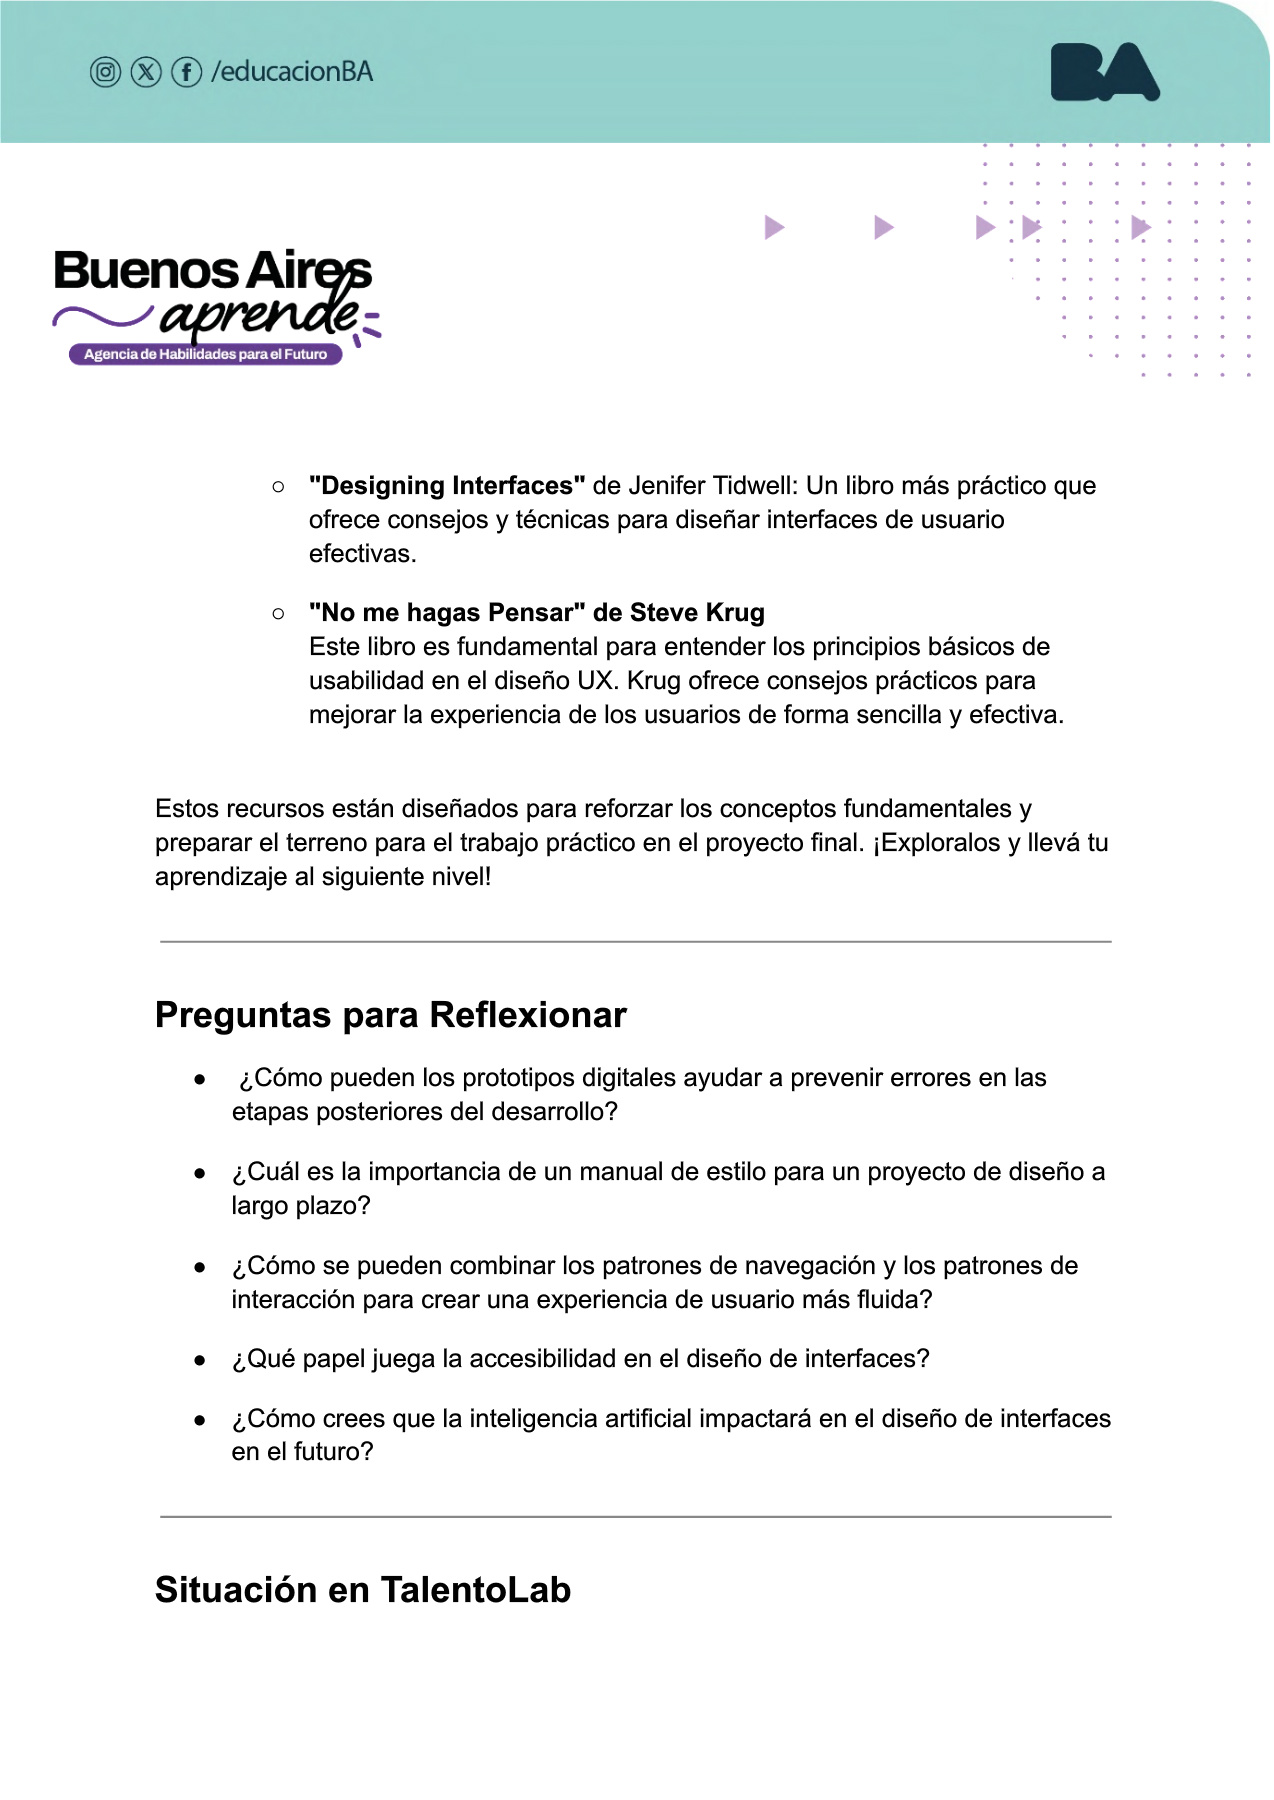 /educacionBA
BA
Buenos Aires
aprende
Agencia de Habilidades para el Futuro
○ "Designing Interfaces" de Jenifer Tidwell: Un libro más práctico que
ofrece consejos y técnicas para diseñar interfaces de usuario
efectivas.
○ "No me hagas Pensar" de Steve Krug
Este libro es fundamental para entender los principios básicos de
usabilidad en el diseño UX. Krug ofrece consejos prácticos para
mejorar la experiencia de los usuarios de forma sencilla y efectiva.
Estos recursos están diseñados para reforzar los conceptos fundamentales y
preparar el terreno para el trabajo práctico en el proyecto final. ¡Exploralos y llevá tu
aprendizaje al siguiente nivel!
Preguntas para Reflexionar
● ¿Cómo pueden los prototipos digitales ayudar a prevenir errores en las
etapas posteriores del desarrollo?
● ¿Cuál es la importancia de un manual de estilo para un proyecto de diseño a
largo plazo?
● ¿Cómo se pueden combinar los patrones de navegación y los patrones de
interacción para crear una experiencia de usuario más fluida?
● ¿Qué papel juega la accesibilidad en el diseño de interfaces?
● ¿Cómo crees que la inteligencia artificial impactará en el diseño de interfaces
en el futuro?
Situación en TalentoLab